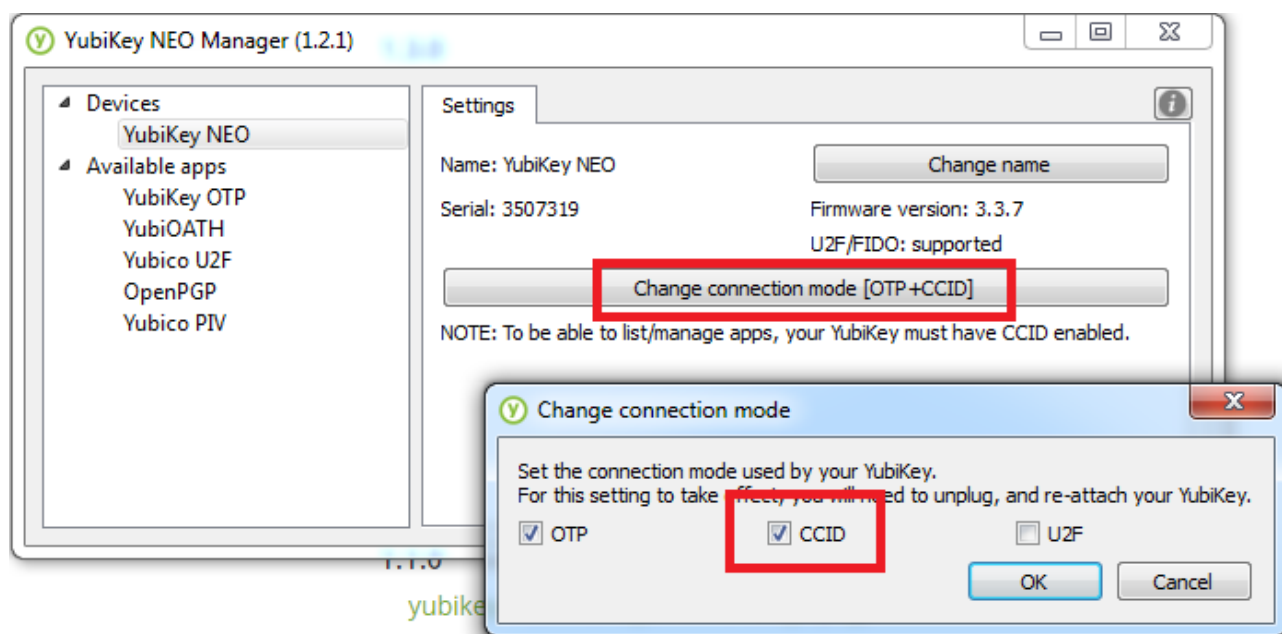 YubiKey NEO Manager (1.2.1)
Devices
YubiKey NEO
Available apps
YubiKey OTP
YubiOATH
Yubico U2F
OpenPGP
Yubico PIV
Settings
Name: YubiKey NEO
Change name
Serial: 3507319
Firmware version: 3.3.7
U2F/FIDO: supported
Change connection mode [OTP+CCID]
NOTE: To be able to list/manage apps, your YubiKey must have CCID enabled.
Change connection mode
Set the connection mode used by your YubiKey.
For this setting to take effect, you will need to unplug, and re-attach your YubiKey.
OTP
CCID
U2F
OK
Cancel
1.1.0
yubike